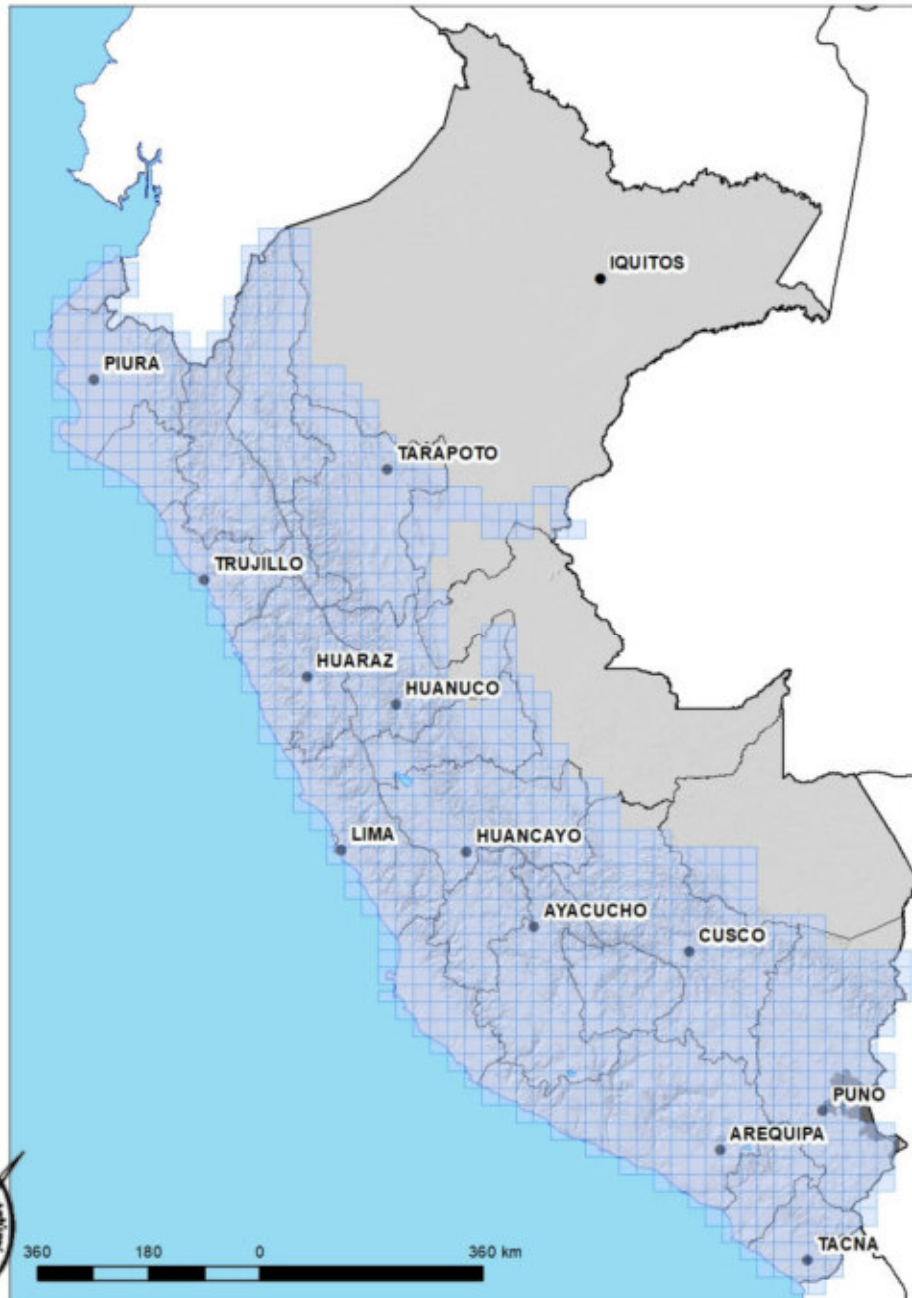 IQUITOS
PIURA
TARAPOTO
TRUJILLO
HUARAZ
HUANUCO
LIMA
HUANCAYO
AYACUCHO
CUSCO
PUNO
AREQUIPA
TACNA
360 180 0 360 km